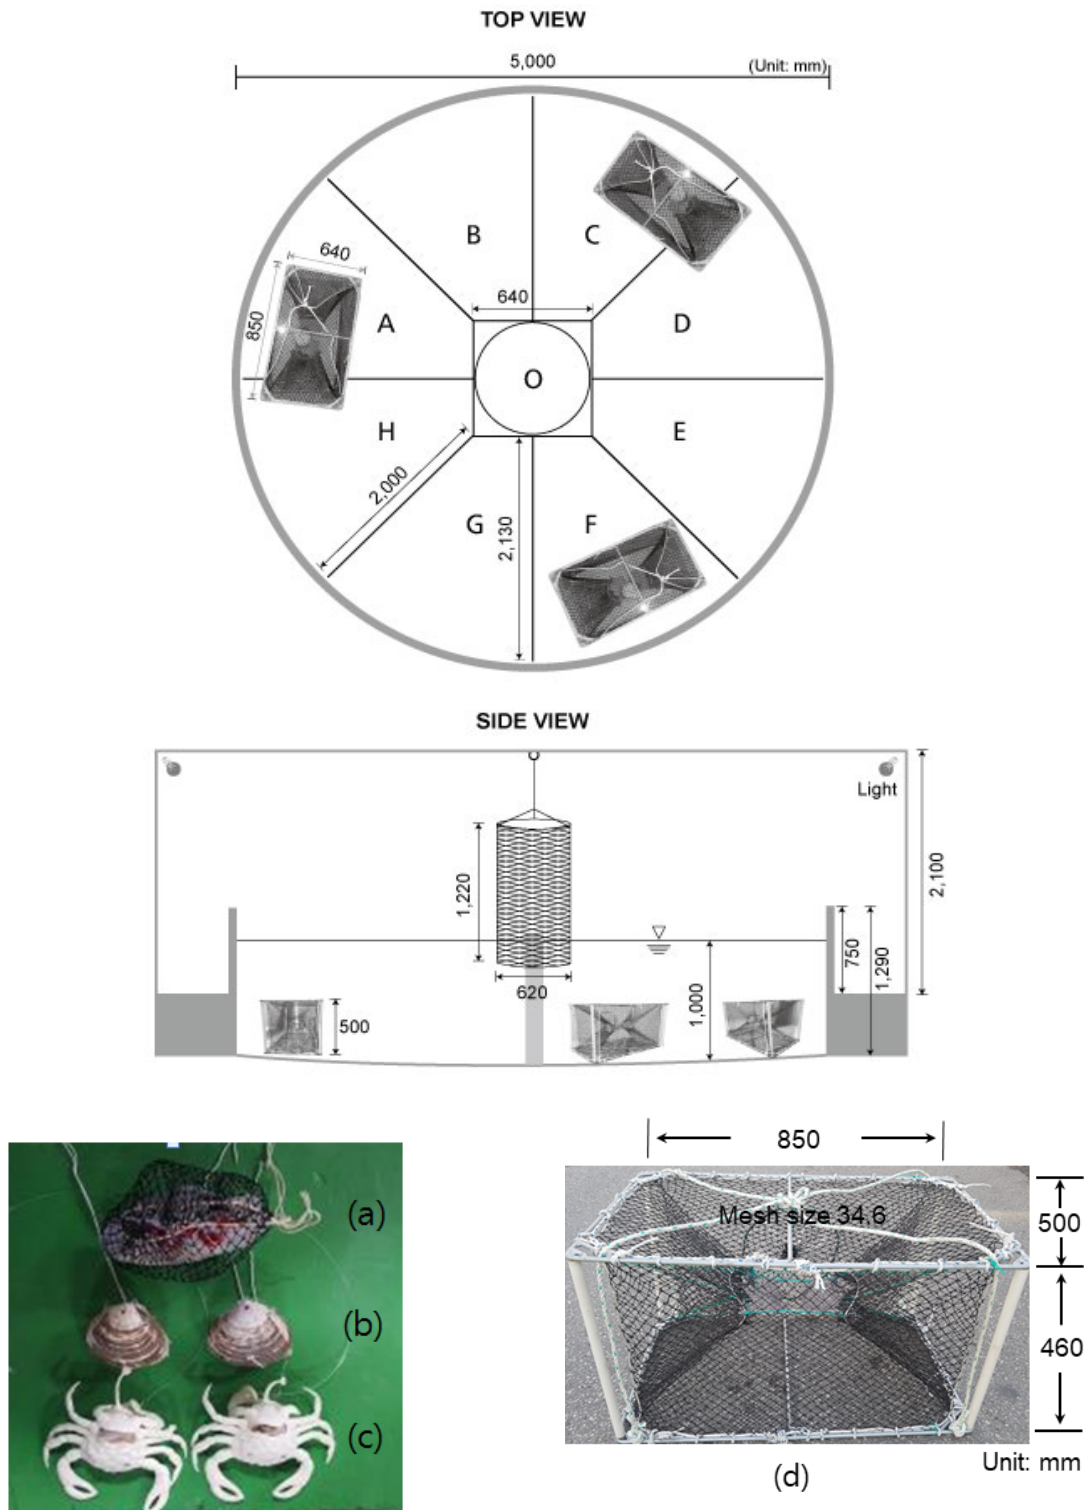 TOP VIEW
5,000
(Unit: mm)
B
C
640
640
A
D
850
O
H
E
2,000
G
F
2,130
SIDE VIEW
Light
1,220
2,100
750
1,290
620
1,000
500
850
(a)
Mesh size 34.6
500
(b)
460
(c)
Unit: mm
(d)